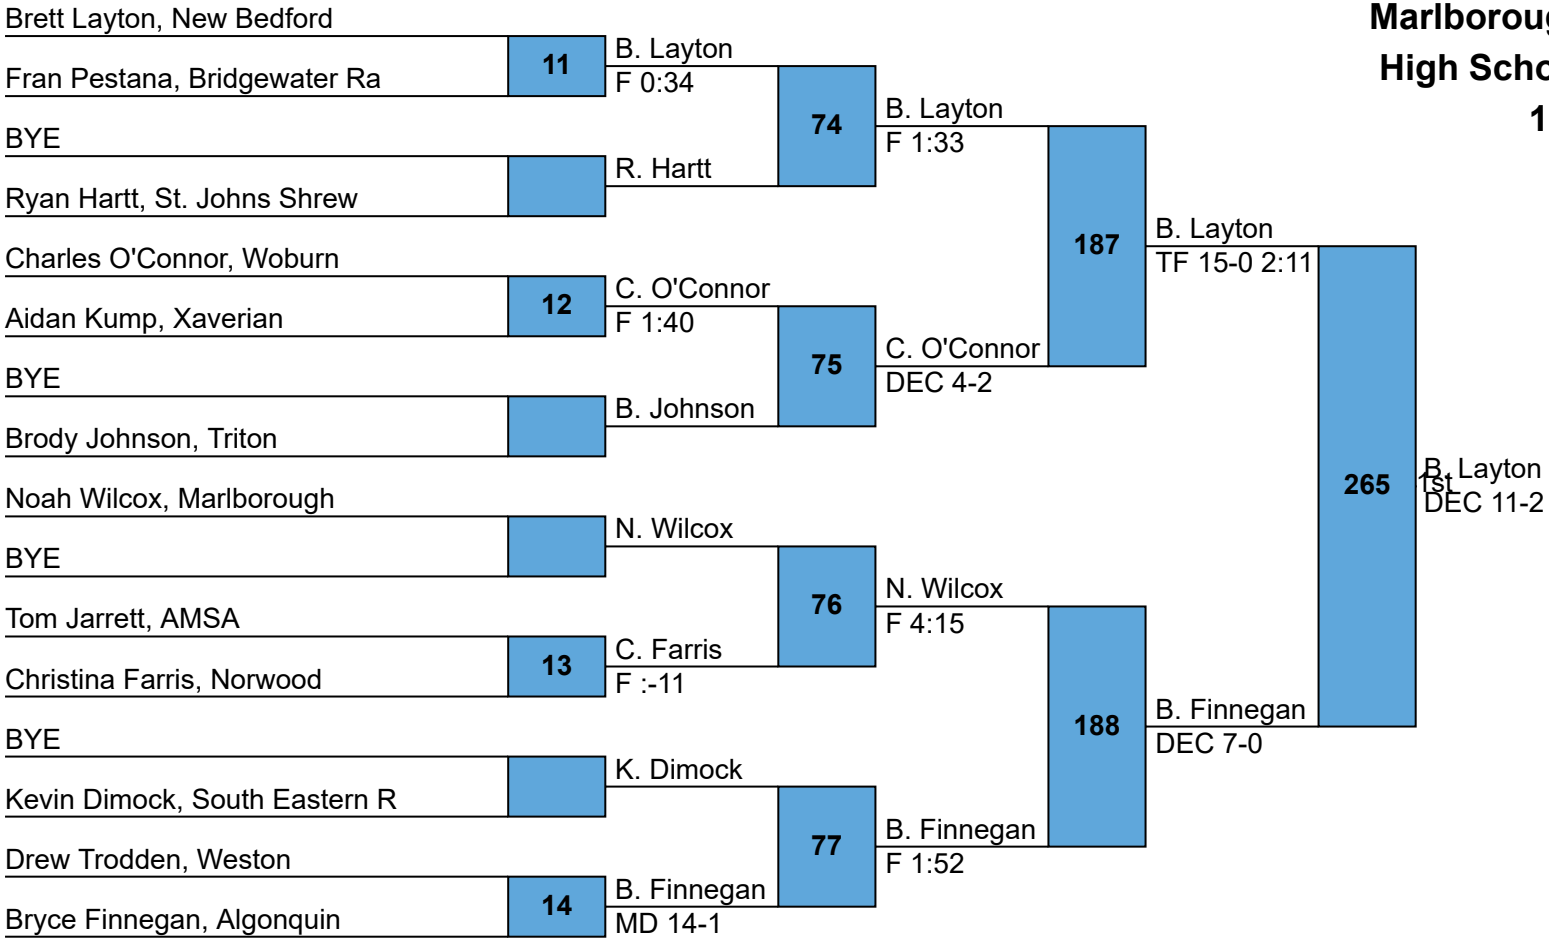 Brett Layton, New Bedford
Fran Pestana, Bridgewater Ra
BYE
Ryan Hartt, St. Johns Shrew
Charles O'Connor, Woburn
Aidan Kump, Xaverian
BYE
Brody Johnson, Triton
Noah Wilcox, Marlborough
BYE
Tom Jarrett, AMSA
Christina Farris, Norwood
BYE
Kevin Dimock, South Eastern R
Drew Trodden, Weston
Bryce Finnegan, Algonquin
11
12
13
14
B. Layton
F 0:34
R. Hartt
C. O'Connor
F 1:40
B. Johnson
N. Wilcox
C. Farris
F :-11
K. Dimock
B. Finnegan
MD 14-1
74
75
76
77
B. Layton
F 1:33
C. O'Connor
DEC 4-2
N. Wilcox
F 4:15
B. Finnegan
F 1:52
187
188
B. Layton
TF 15-0 2:11
B. Finnegan
DEC 7-0
265
B. Layton
1st
DEC 11-2
Marlboroug
High Scho
1